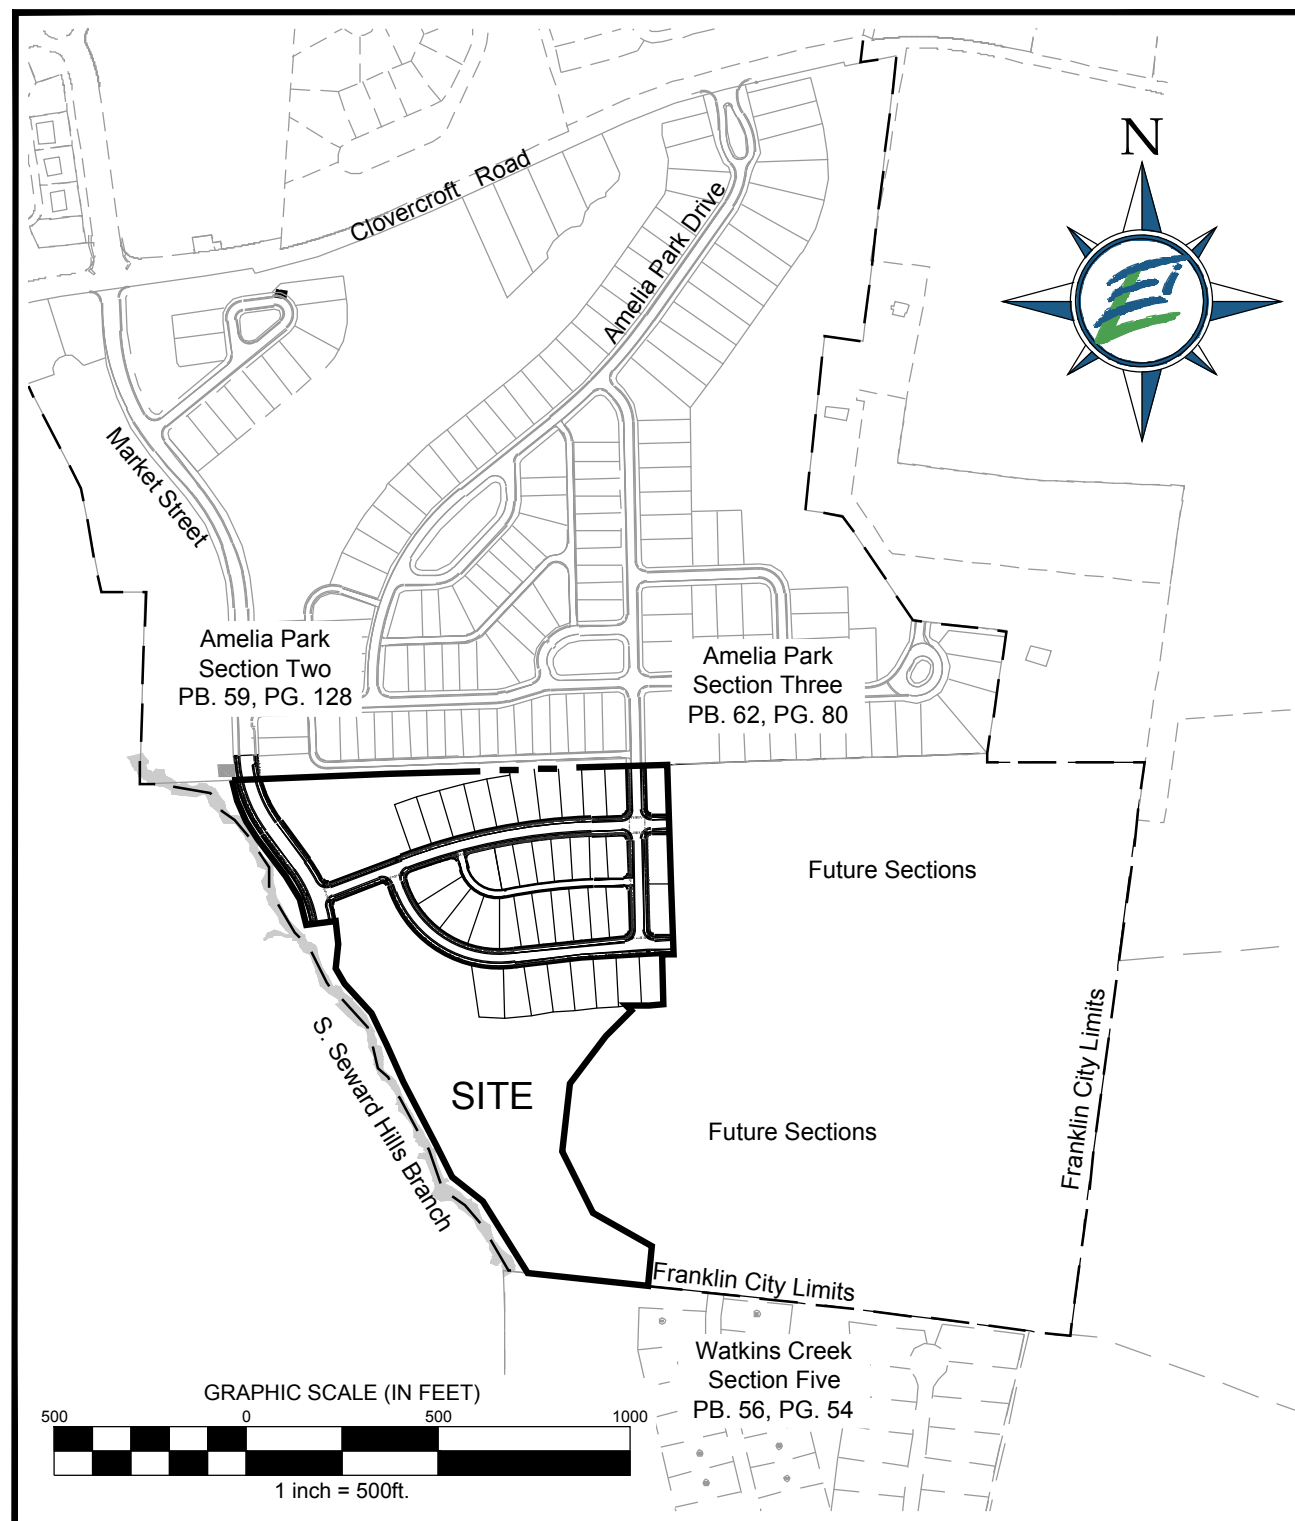 N
Clovercroft Road
Amelia Park Drive
Market Street
Amelia Park
Section Two
PB. 59, PG. 128
Amelia Park
Section Three
PB. 62, PG. 80
Future Sections
S. Seward Hills Branch
SITE
Future Sections
Franklin City Limits
Franklin City Limits
Watkins Creek
Section Five
PB. 56, PG. 54
GRAPHIC SCALE (IN FEET)
500 0 500 1000
1 inch = 500ft.
Ei